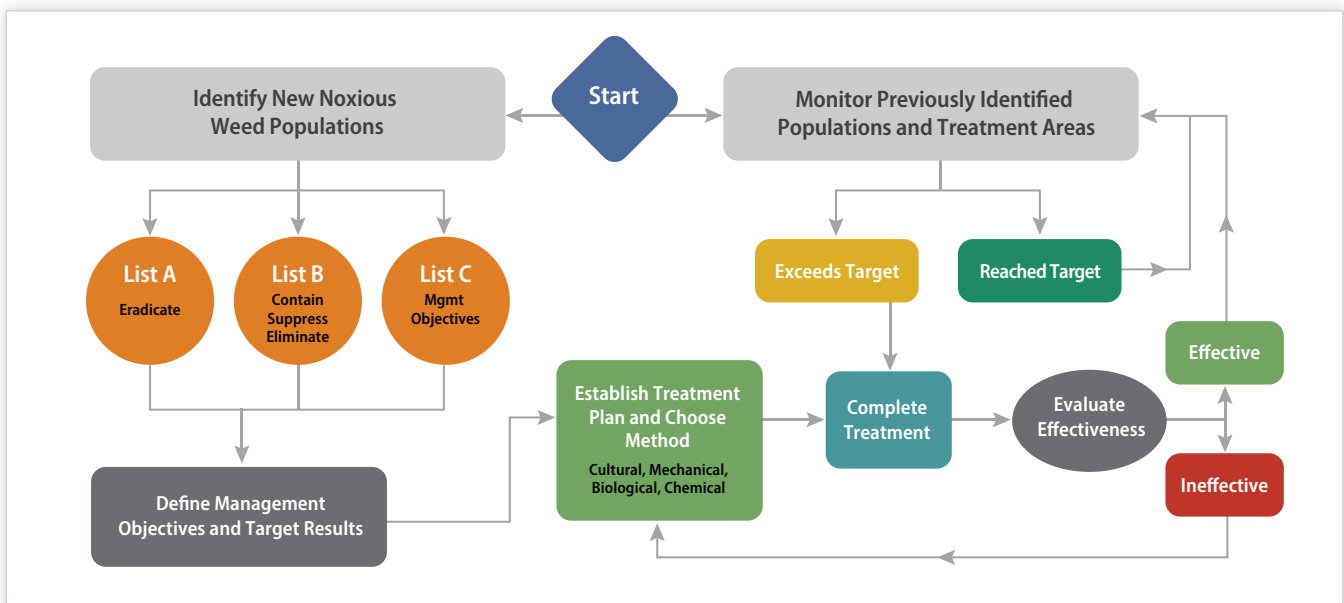 Start
Identify New Noxious
Weed Populations
Monitor Previously Identified
Populations and Treatment Areas
List A
Eradicate
List B
Contain
Suppress
Eliminate
List C
Mgmt
Objectives
Exceeds Target
Reached Target
Define Management
Objectives and Target Results
Establish Treatment
Plan and Choose
Method
Cultural, Mechanical,
Biological, Chemical
Complete
Treatment
Evaluate
Effectiveness
Effective
Ineffective